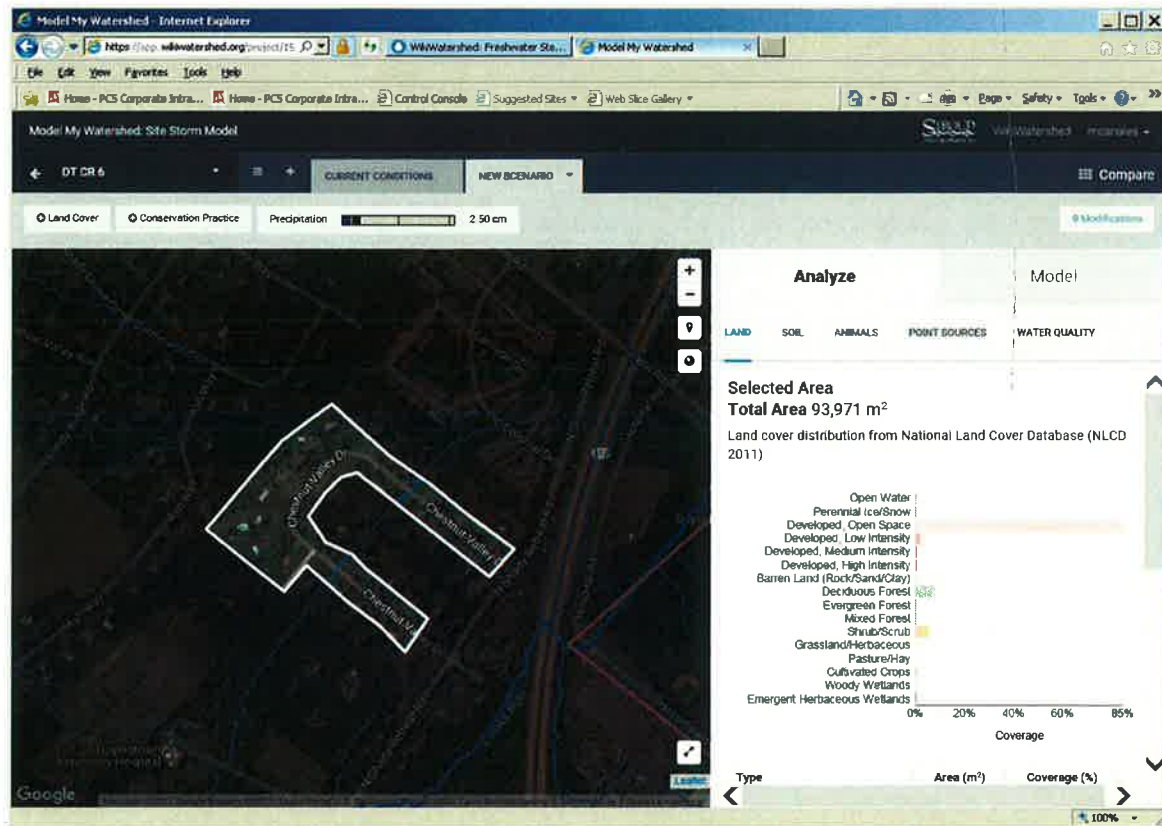 Model My Watershed - Internet Explorer
https://app.wikiwatershed.org/project/15
WikiWatershed: Freshwater Ste...
Model My Watershed
File Edit View Favorites Tools Help
Home - PCS Corporate Intra...
Home - PCS Corporate Intra...
Control Console
Suggested Sites
Web Slice Gallery
Page
Safety
Tools
Model My Watershed: Site Storm Model
WikiWatershed
DT CR 6
CURRENT CONDITIONS
NEW SCENARIO
Compare
Land Cover
Conservation Practice
Precipitation
2.50 cm
0 Modifications
Analyze
Model
LAND
SOIL
ANIMALS
POINT SOURCES
WATER QUALITY
Selected Area
Total Area 93,971 m²
Land cover distribution from National Land Cover Database (NLCD
2011)
Open Water
Perennial Ice/Snow
Developed, Open Space
Developed, Low Intensity
Developed, Medium Intensity
Developed, High Intensity
Barren Land (Rock/Sand/Clay)
Deciduous Forest
Evergreen Forest
Mixed Forest
Shrub/Scrub
Grassland/Herbaceous
Pasture/Hay
Cultivated Crops
Woody Wetlands
Emergent Herbaceous Wetlands
0% 20% 40% 60% 85%
Coverage
Type
Area (m²)
Coverage (%)
Chestnut Valley Dr
Chestnut Valley
Chestnut Va
Leaflet
Google
100%